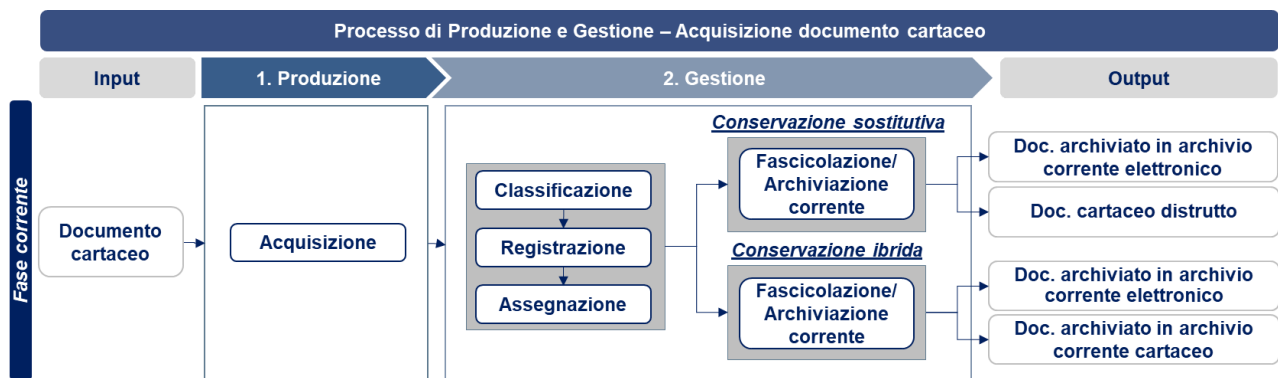 Processo di Produzione e Gestione – Acquisizione documento cartaceo
Input
1. Produzione
2. Gestione
Output
Fase corrente
Documento
cartaceo
Acquisizione
Classificazione
Registrazione
Assegnazione
Conservazione sostitutiva
Fascicolazione/
Archiviazione
corrente
Conservazione ibrida
Fascicolazione/
Archiviazione
corrente
Doc. archiviato in archivio
corrente elettronico
Doc. cartaceo distrutto
Doc. archiviato in archivio
corrente elettronico
Doc. archiviato in archivio
corrente cartaceo